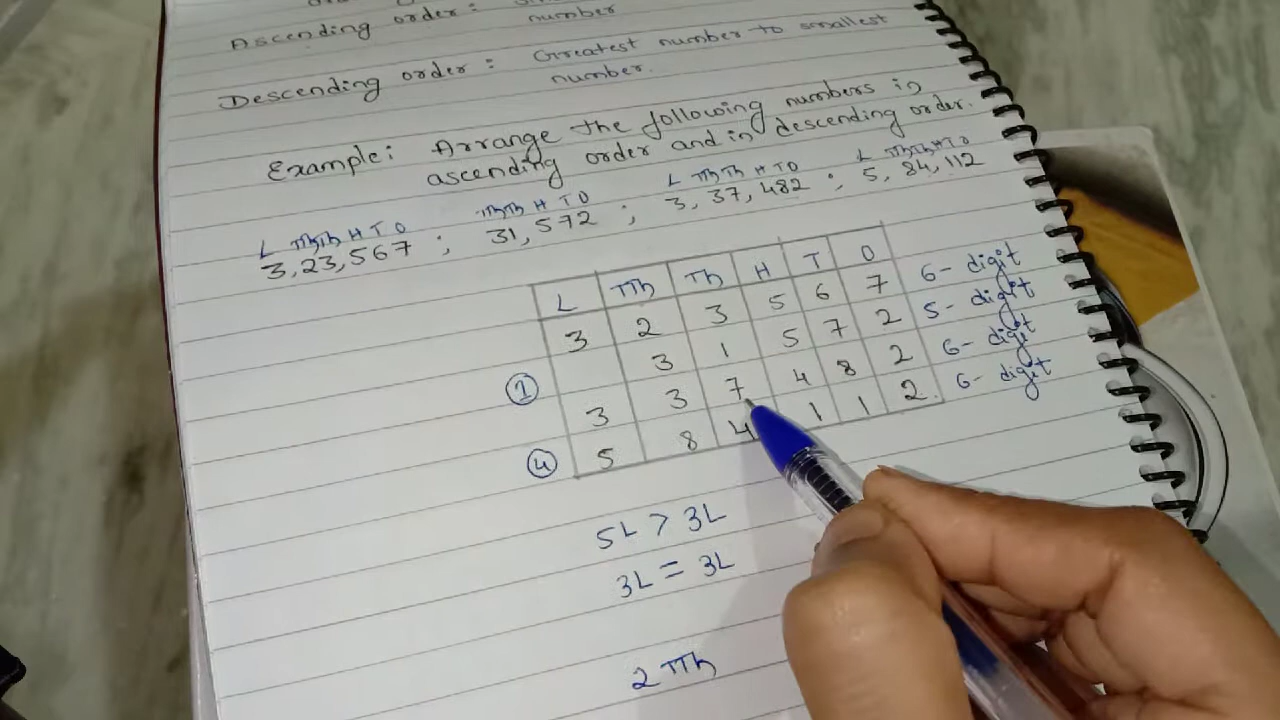 Ascending order:
number
Descending order: Greatest number to smallest
number.
Example: Arrange the following numbers in
ascending order and in descending order.
L TTh Th H T O TTh Th H T O L TTh Th H T O L TTh Th H T O
3,23,567 ; 31,572 ; 3,37,482 ; 5,84,112
L TTh Th H T O
3 2 3 5 6 7 6-digit
3 1 5 7 2 5-digit
① 3 3 7 4 8 2 6-digit
④ 5 8 4 1 1 2 6-digit
5L > 3L
3L = 3L
2 TTh